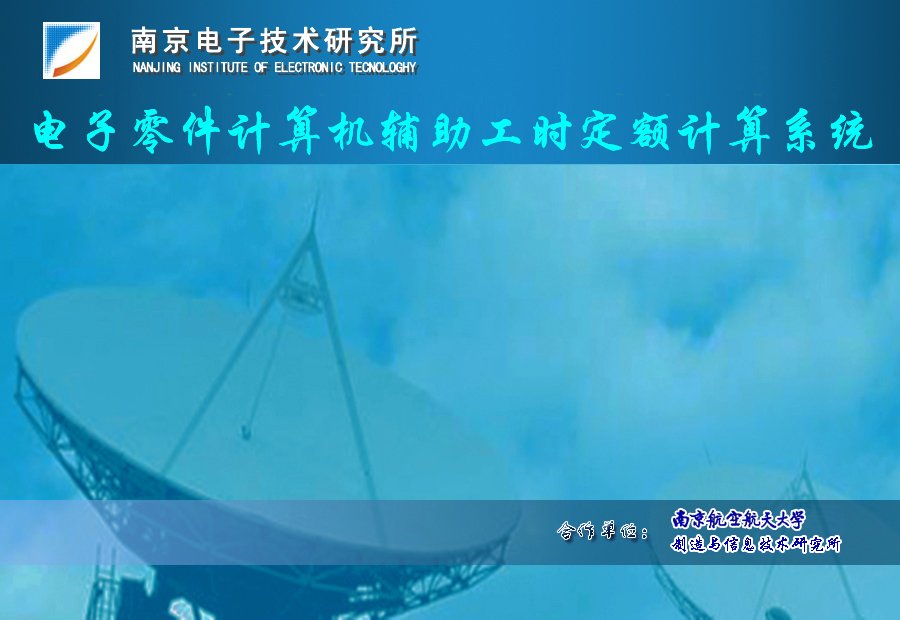 南京电子技术研究所
NANJING INSTITUTE OF ELECTRONIC TECNOLOGHY
电子零件计算机辅助工时定额计算系统
合作单位：
南京航空航天大学
制造与信息技术研究所